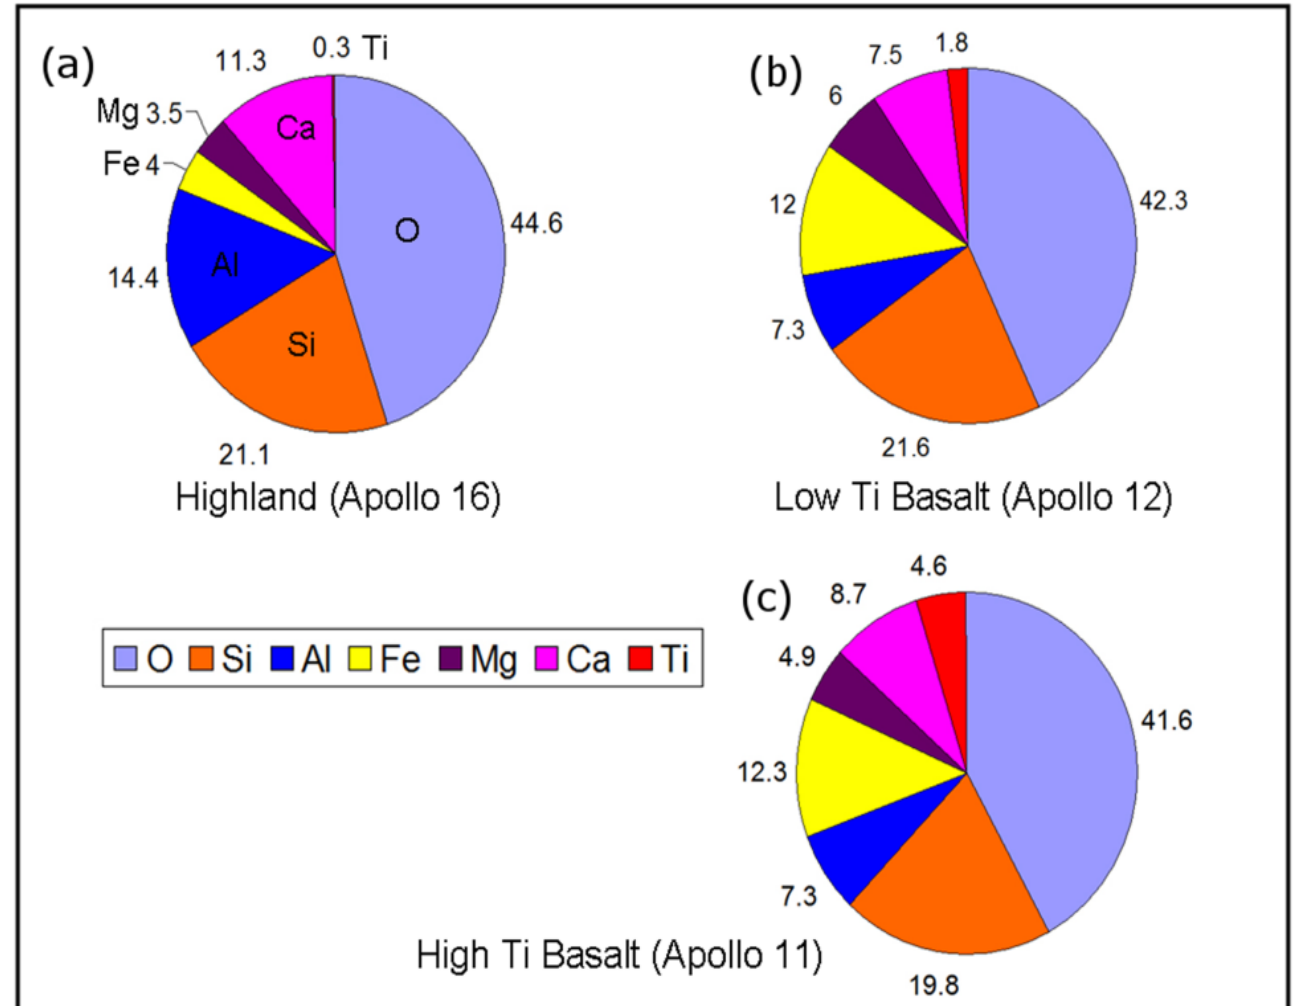 (a)
0.3 Ti
11.3
Mg 3.5
Ca
Fe 4
O
44.6
Al
14.4
Si
21.1
Highland (Apollo 16)
(b)
1.8
7.5
6
42.3
12
7.3
21.6
Low Ti Basalt (Apollo 12)
O Si Al Fe Mg Ca Ti
(c)
4.6
8.7
4.9
41.6
12.3
7.3
19.8
High Ti Basalt (Apollo 11)